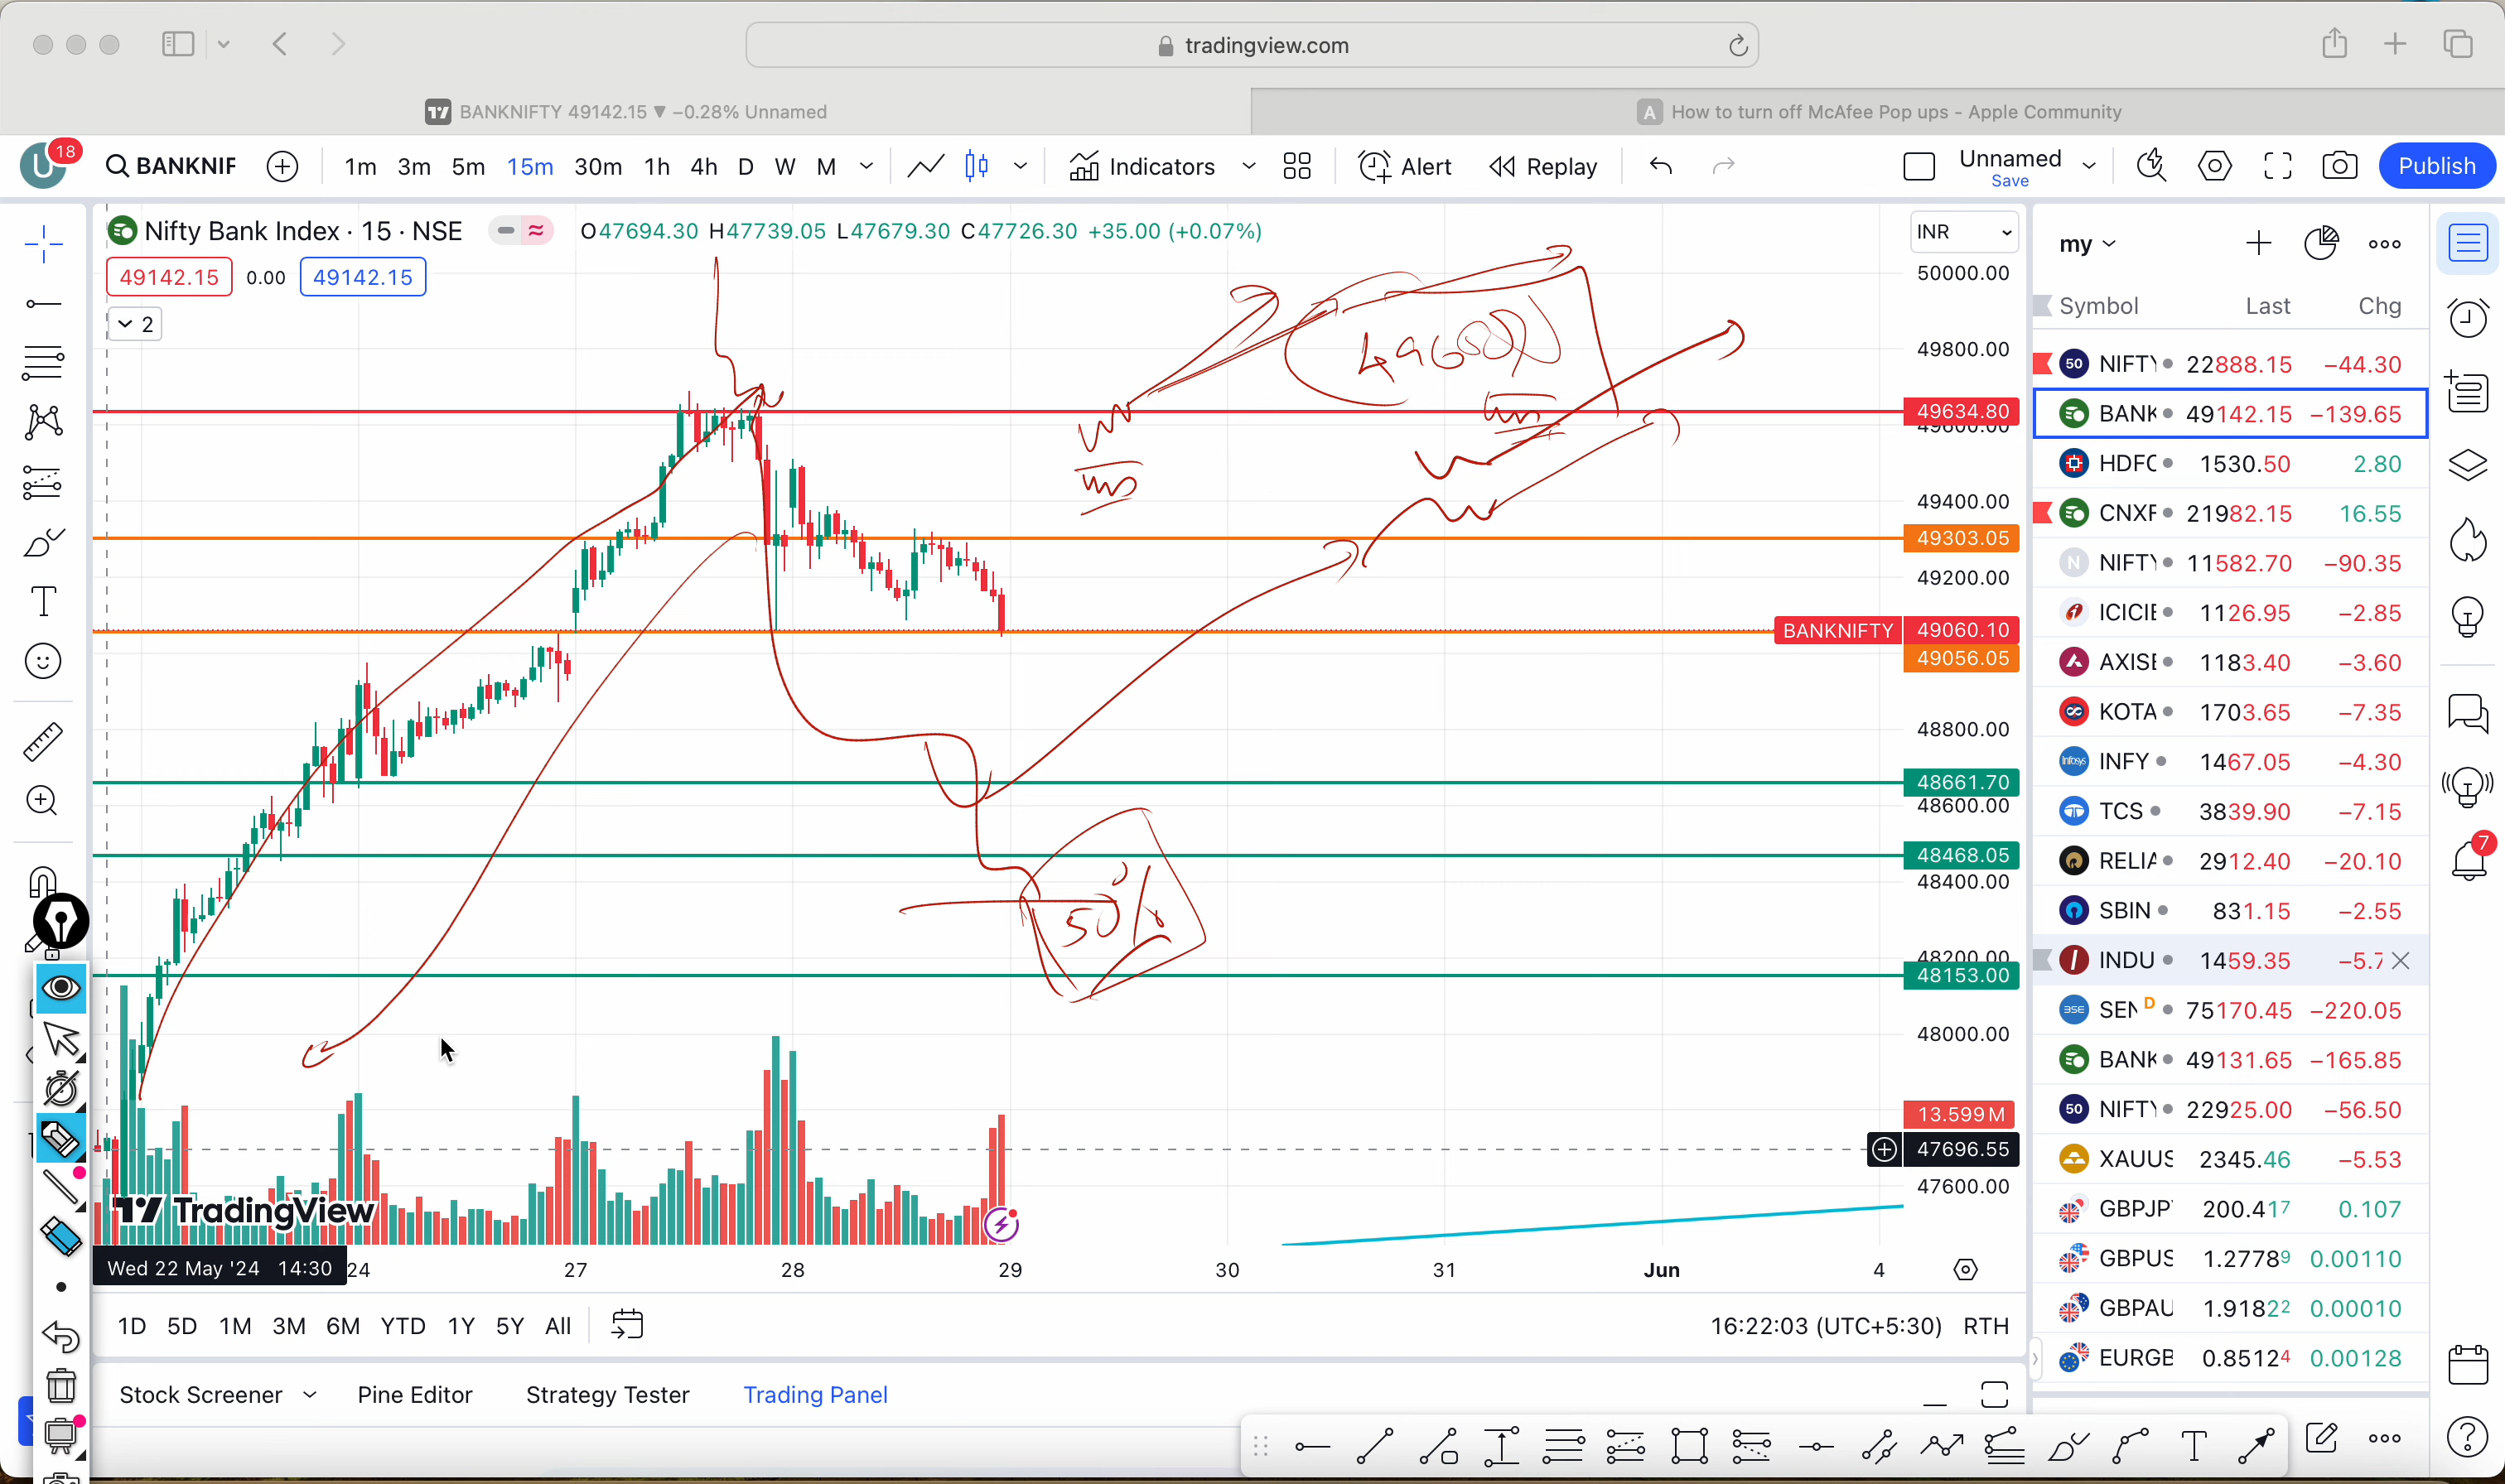 tradingview.com
BANKNIFTY 49142.15 ▼ −0.28% Unnamed
How to turn off McAfee Pop ups - Apple Community
U 18
BANKNIF
1m 3m 5m 15m 30m 1h 4h D W M
Indicators
Alert
Replay
Unnamed
Save
Publish
Nifty Bank Index · 15 · NSE
O47694.30 H47739.05 L47679.30 C47726.30 +35.00 (+0.07%)
49142.15 0.00 49142.15
2
INR
50000.00
49800.00
49634.80
49600.00
49400.00
49303.05
49200.00
BANKNIFTY 49060.10
49056.05
48800.00
48661.70
48600.00
48468.05
48400.00
48200.00
48153.00
48000.00
13.599M
47696.55
47600.00
50%
TradingView
Wed 22 May '24 14:30
24 27 28 29 30 31 Jun 4
1D 5D 1M 3M 6M YTD 1Y 5Y All
16:22:03 (UTC+5:30) RTH
Stock Screener
Pine Editor
Strategy Tester
Trading Panel
my
Symbol Last Chg
50 NIFTY 22888.15 −44.30
BANK 49142.15 −139.65
HDFC 1530.50 2.80
CNXF 21982.15 16.55
N NIFTY 11582.70 −90.35
ICICIE 1126.95 −2.85
AXISE 1183.40 −3.60
KOTA 1703.65 −7.35
Infosys INFY 1467.05 −4.30
TCS 3839.90 −7.15
RELIA 2912.40 −20.10
SBIN 831.15 −2.55
INDU 1459.35 −5.7
BSE SEN D 75170.45 −220.05
BANK 49131.65 −165.85
50 NIFTY 22925.00 −56.50
XAUUS 2345.46 −5.53
GBPJP 200.417 0.107
GBPUS 1.27789 0.00110
GBPAU 1.91822 0.00010
EURGB 0.85124 0.00128
7